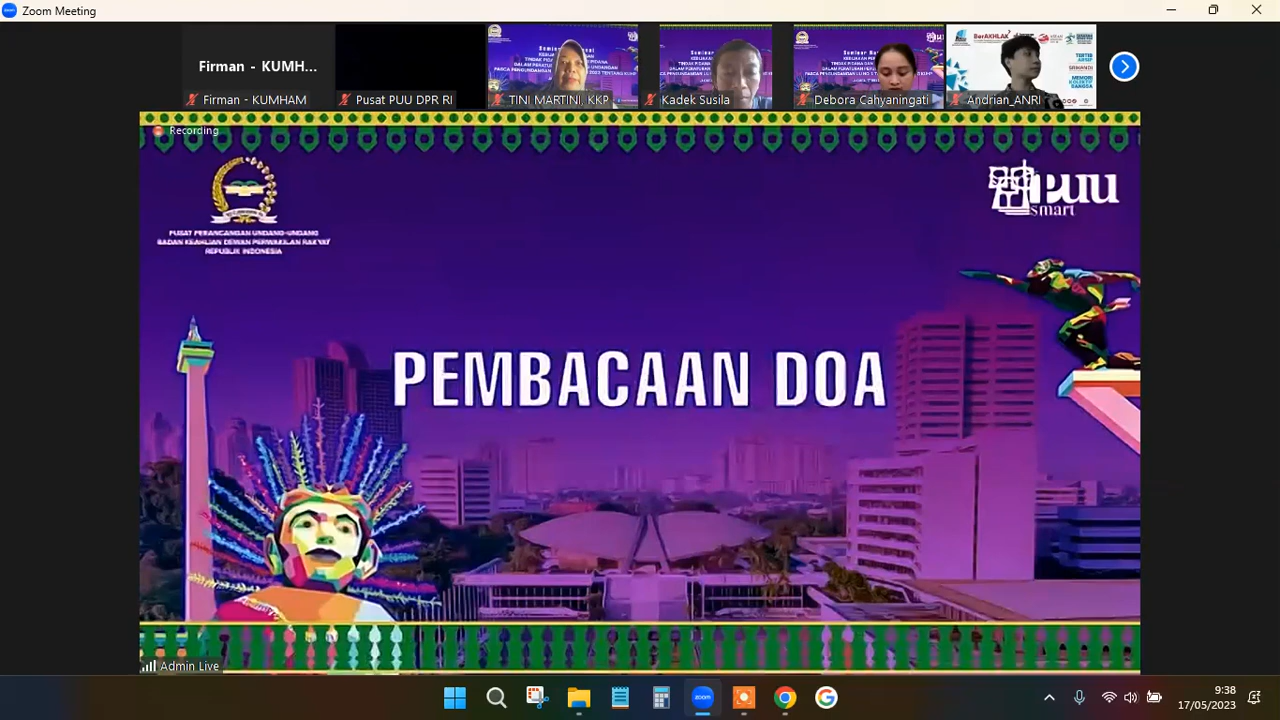 Zoom Meeting
Firman - KUMH...
Firman - KUMHAM
Pusat PUU DPR RI
TINI MARTINI, KKP
Kadek Susila
Debora Cahyaningati
Andrian_ANRI
BerAKHLAK
Recording
PUSAT PERANCANGAN UNDANG-UNDANG
BADAN KEAHLIAN DEWAN PERWAKILAN RAKYAT
REPUBLIK INDONESIA
PUU
smart
PEMBACAAN DOA
Admin Live
zoom
9:38
17/05/2023